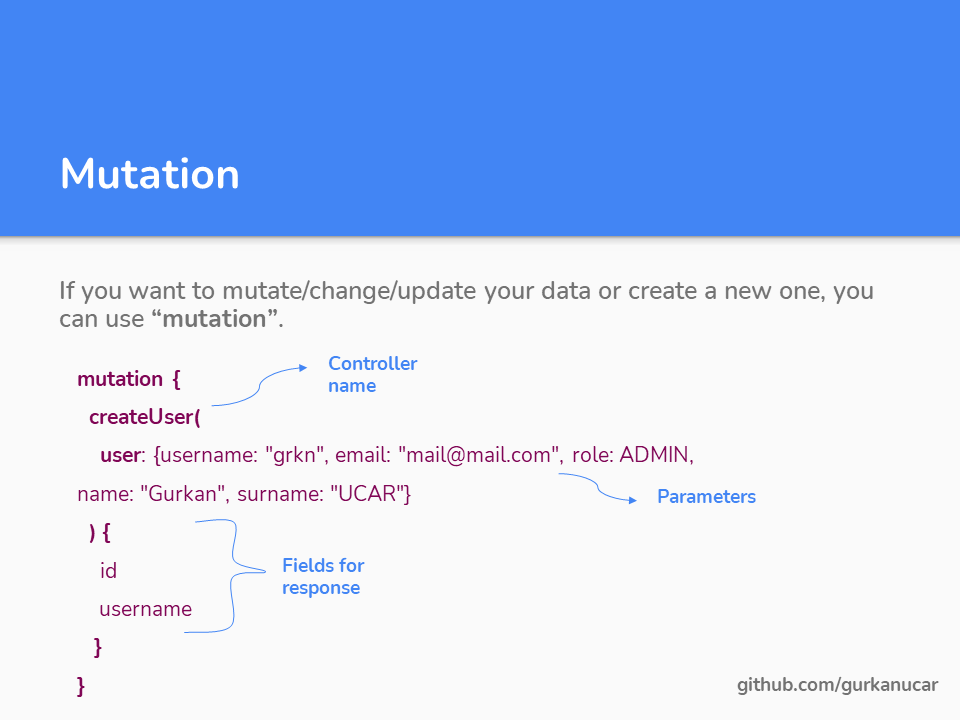 Mutation
If you want to mutate/change/update your data or create a new one, you
can use “mutation”.
mutation {
createUser(
user: {username: "grkn", email: "mail@mail.com", role: ADMIN,
name: "Gurkan", surname: "UCAR"}
) {
id
username
}
}
Controller
name
Parameters
Fields for
response
github.com/gurkanucar